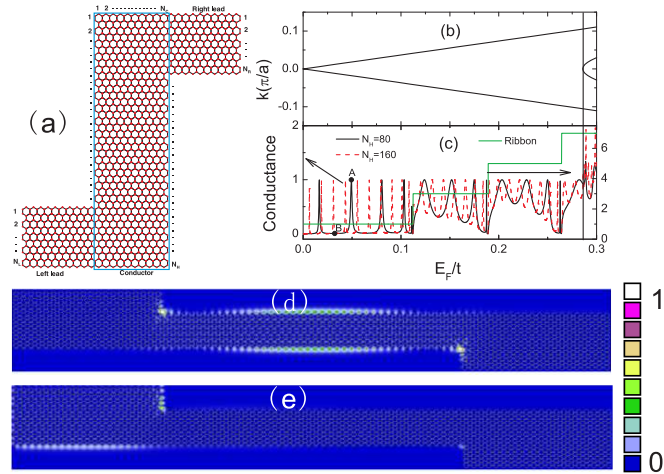 1 2 N_c Right lead
1
2
N_R
(a)
1
2
N_L N_H
Left lead Conductor
(b)
k(π/a)
0.1
0.0
-0.1
(c)
N_H=80
N_H=160
Ribbon
A
B
Conductance
2
1
0
6
4
2
0.0 0.1 0.2 0.3
E_F/t
(d)
(e)
1
0